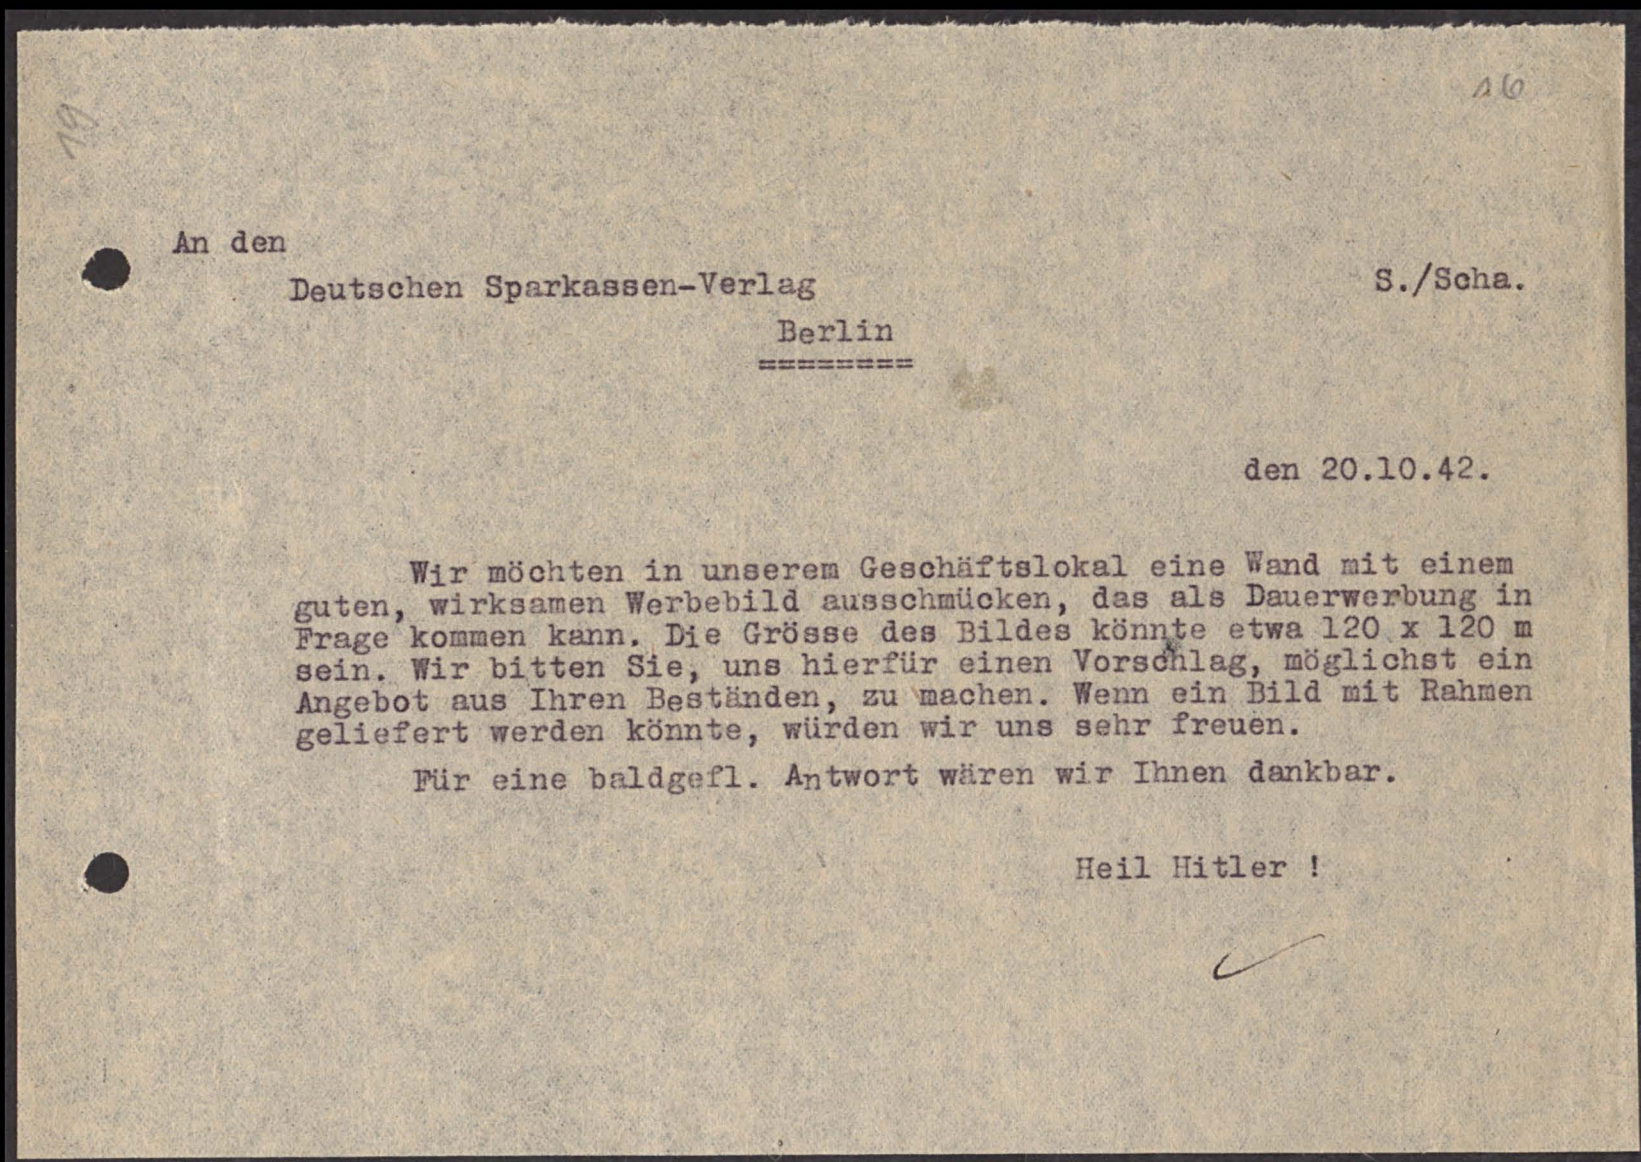 16
19
An den
Deutschen Sparkassen-Verlag
S./Scha.
Berlin
========
den 20.10.42.
Wir möchten in unserem Geschäftslokal eine Wand mit einem
guten, wirksamen Werbebild ausschmücken, das als Dauerwerbung in
Frage kommen kann. Die Grösse des Bildes könnte etwa 120 x 120 m
sein. Wir bitten Sie, uns hierfür einen Vorschlag, möglichst ein
Angebot aus Ihren Beständen, zu machen. Wenn ein Bild mit Rahmen
geliefert werden könnte, würden wir uns sehr freuen.
Für eine baldgefl. Antwort wären wir Ihnen dankbar.
Heil Hitler !